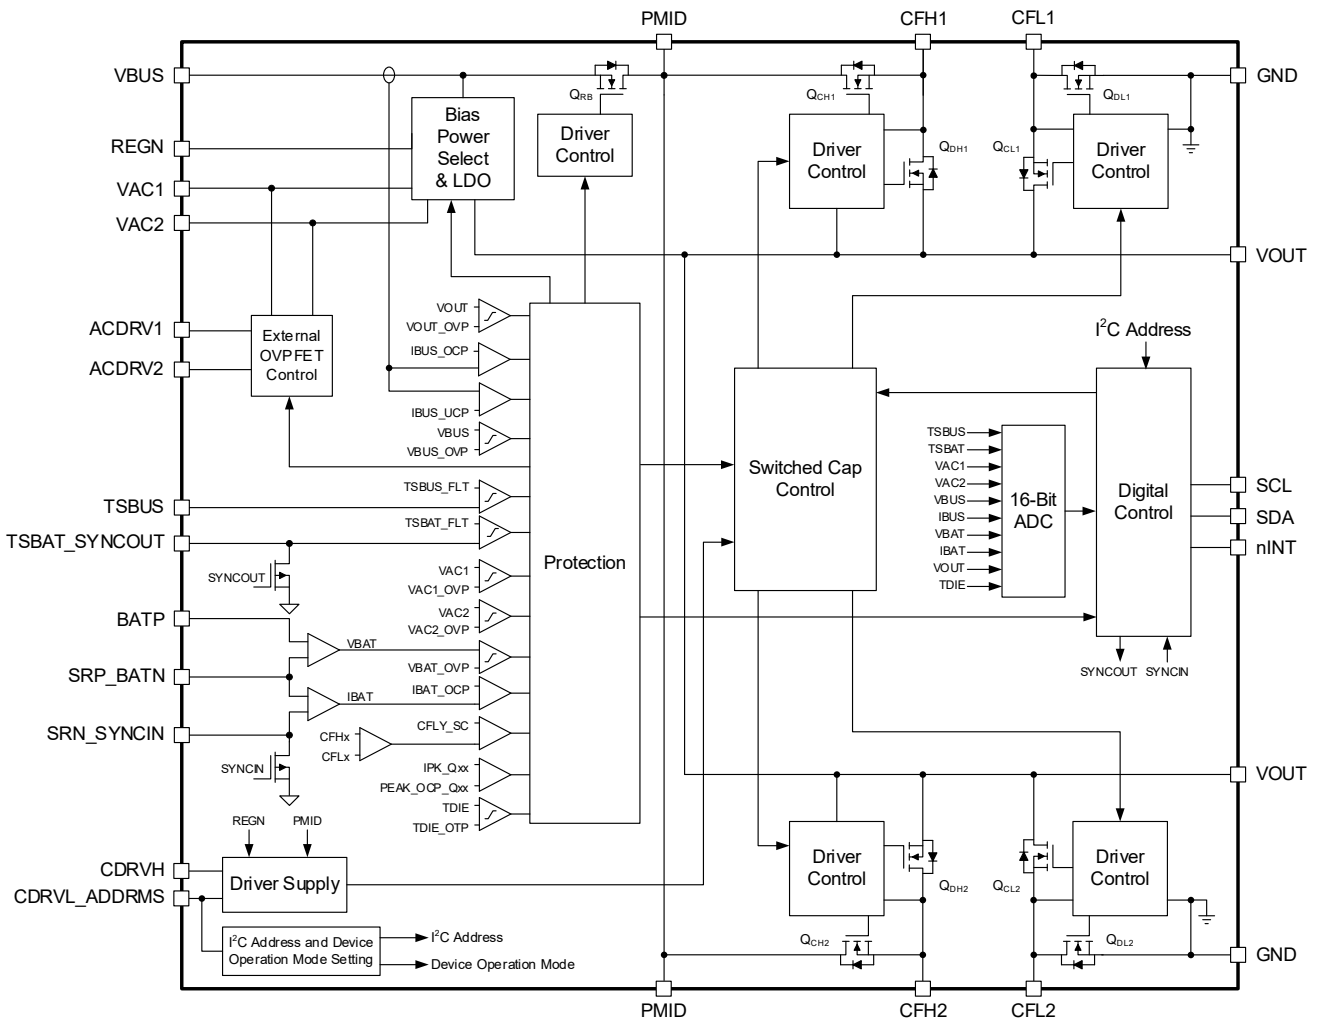 PMID
CFH1
CFL1
VBUS
REGN
VAC1
VAC2
ACDRV1
ACDRV2
TSBUS
TSBAT_SYNCOUT
BATP
SRP_BATN
SRN_SYNCIN
CDRVH
CDRVL_ADDRMS
Bias
Power
Select
& LDO
QRB
Driver
Control
QCH1
Driver
Control
QDH1
QCL1
QDL1
Driver
Control
GND
VOUT
External
OVPFET
Control
VOUT
VOUT_OVP
IBUS_OCP
IBUS_UCP
VBUS
VBUS_OVP
TSBUS_FLT
TSBAT_FLT
VAC1
VAC1_OVP
VAC2
VAC2_OVP
VBAT
VBAT_OVP
IBAT
IBAT_OCP
CFHx
CFLx
CFLY_SC
IPK_Qxx
PEAK_OCP_Qxx
TDIE
TDIE_OTP
SYNCOUT
SYNCIN
Protection
Switched Cap
Control
I²C Address
TSBUS
TSBAT
VAC1
VAC2
VBUS
IBUS
VBAT
IBAT
VOUT
TDIE
16-Bit
ADC
Digital
Control
SCL
SDA
nINT
SYNCOUT
SYNCIN
VOUT
REGN
PMID
Driver Supply
I²C Address and Device
Operation Mode Setting
I²C Address
Device Operation Mode
Driver
Control
QCH2
QDH2
QCL2
Driver
Control
QDL2
GND
PMID
CFH2
CFL2